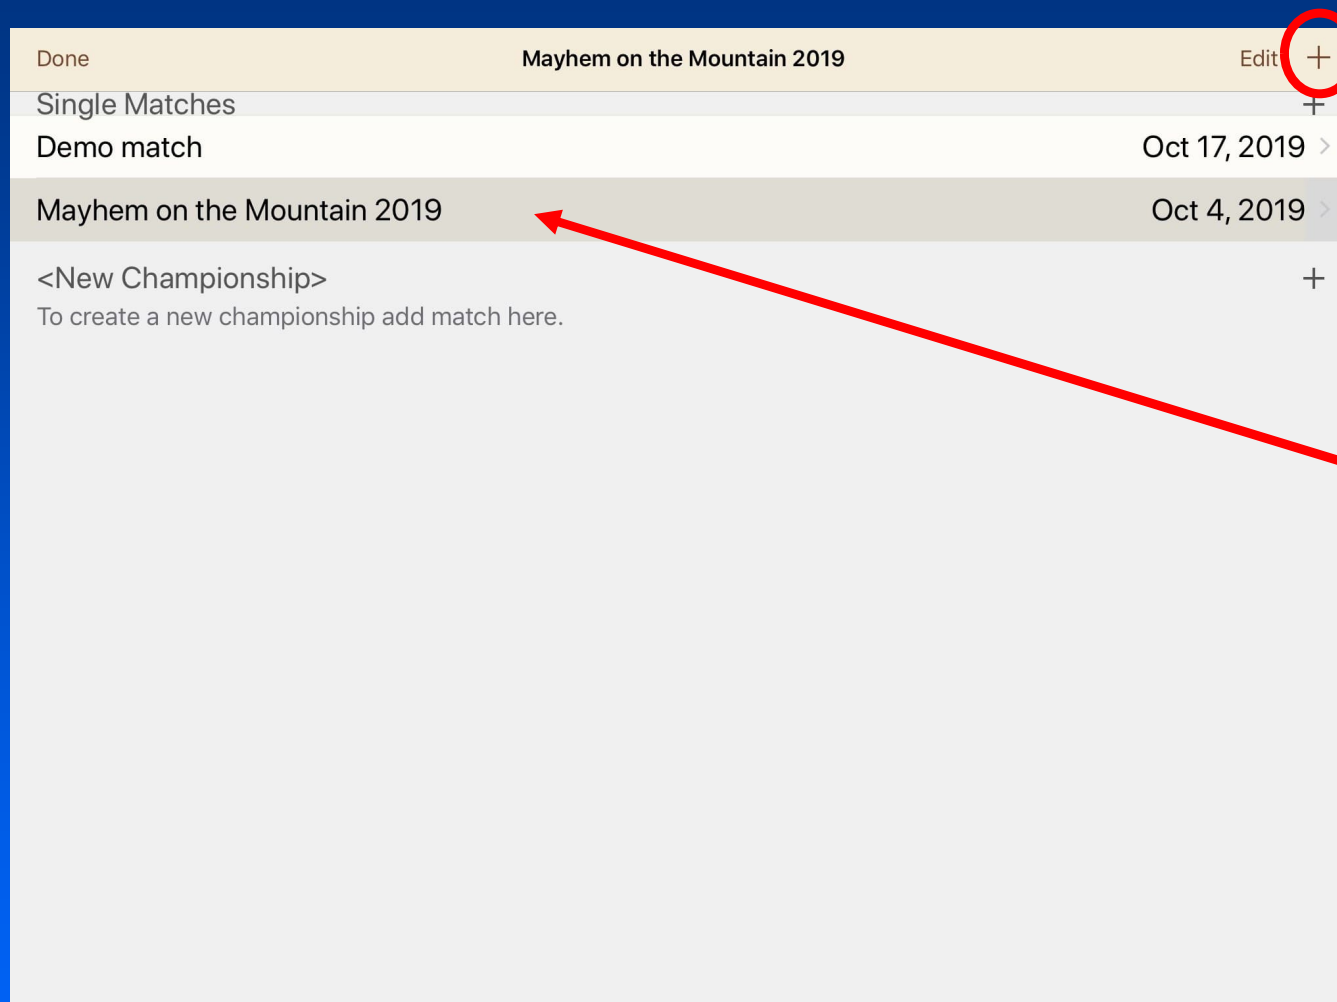 Done Mayhem on the Mountain 2019 Edit +
Single Matches +
Demo match Oct 17, 2019 >
Mayhem on the Mountain 2019 Oct 4, 2019 >
<New Championship> +
To create a new championship add match here.